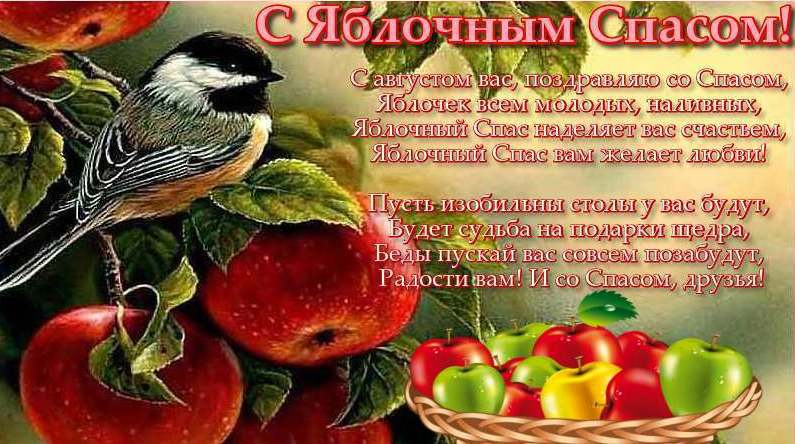 С Яблочным Спасом!
С августом вас, поздравляю со Спасом,
Яблочек всем молодых, наливных,
Яблочный Спас наделяет вас счастьем,
Яблочный Спас вам желает любви!
Пусть изобильны столы у вас будут,
Будет судьба на подарки щедра,
Беды пускай вас совсем позабудут,
Радости вам! И со Спасом, друзья!